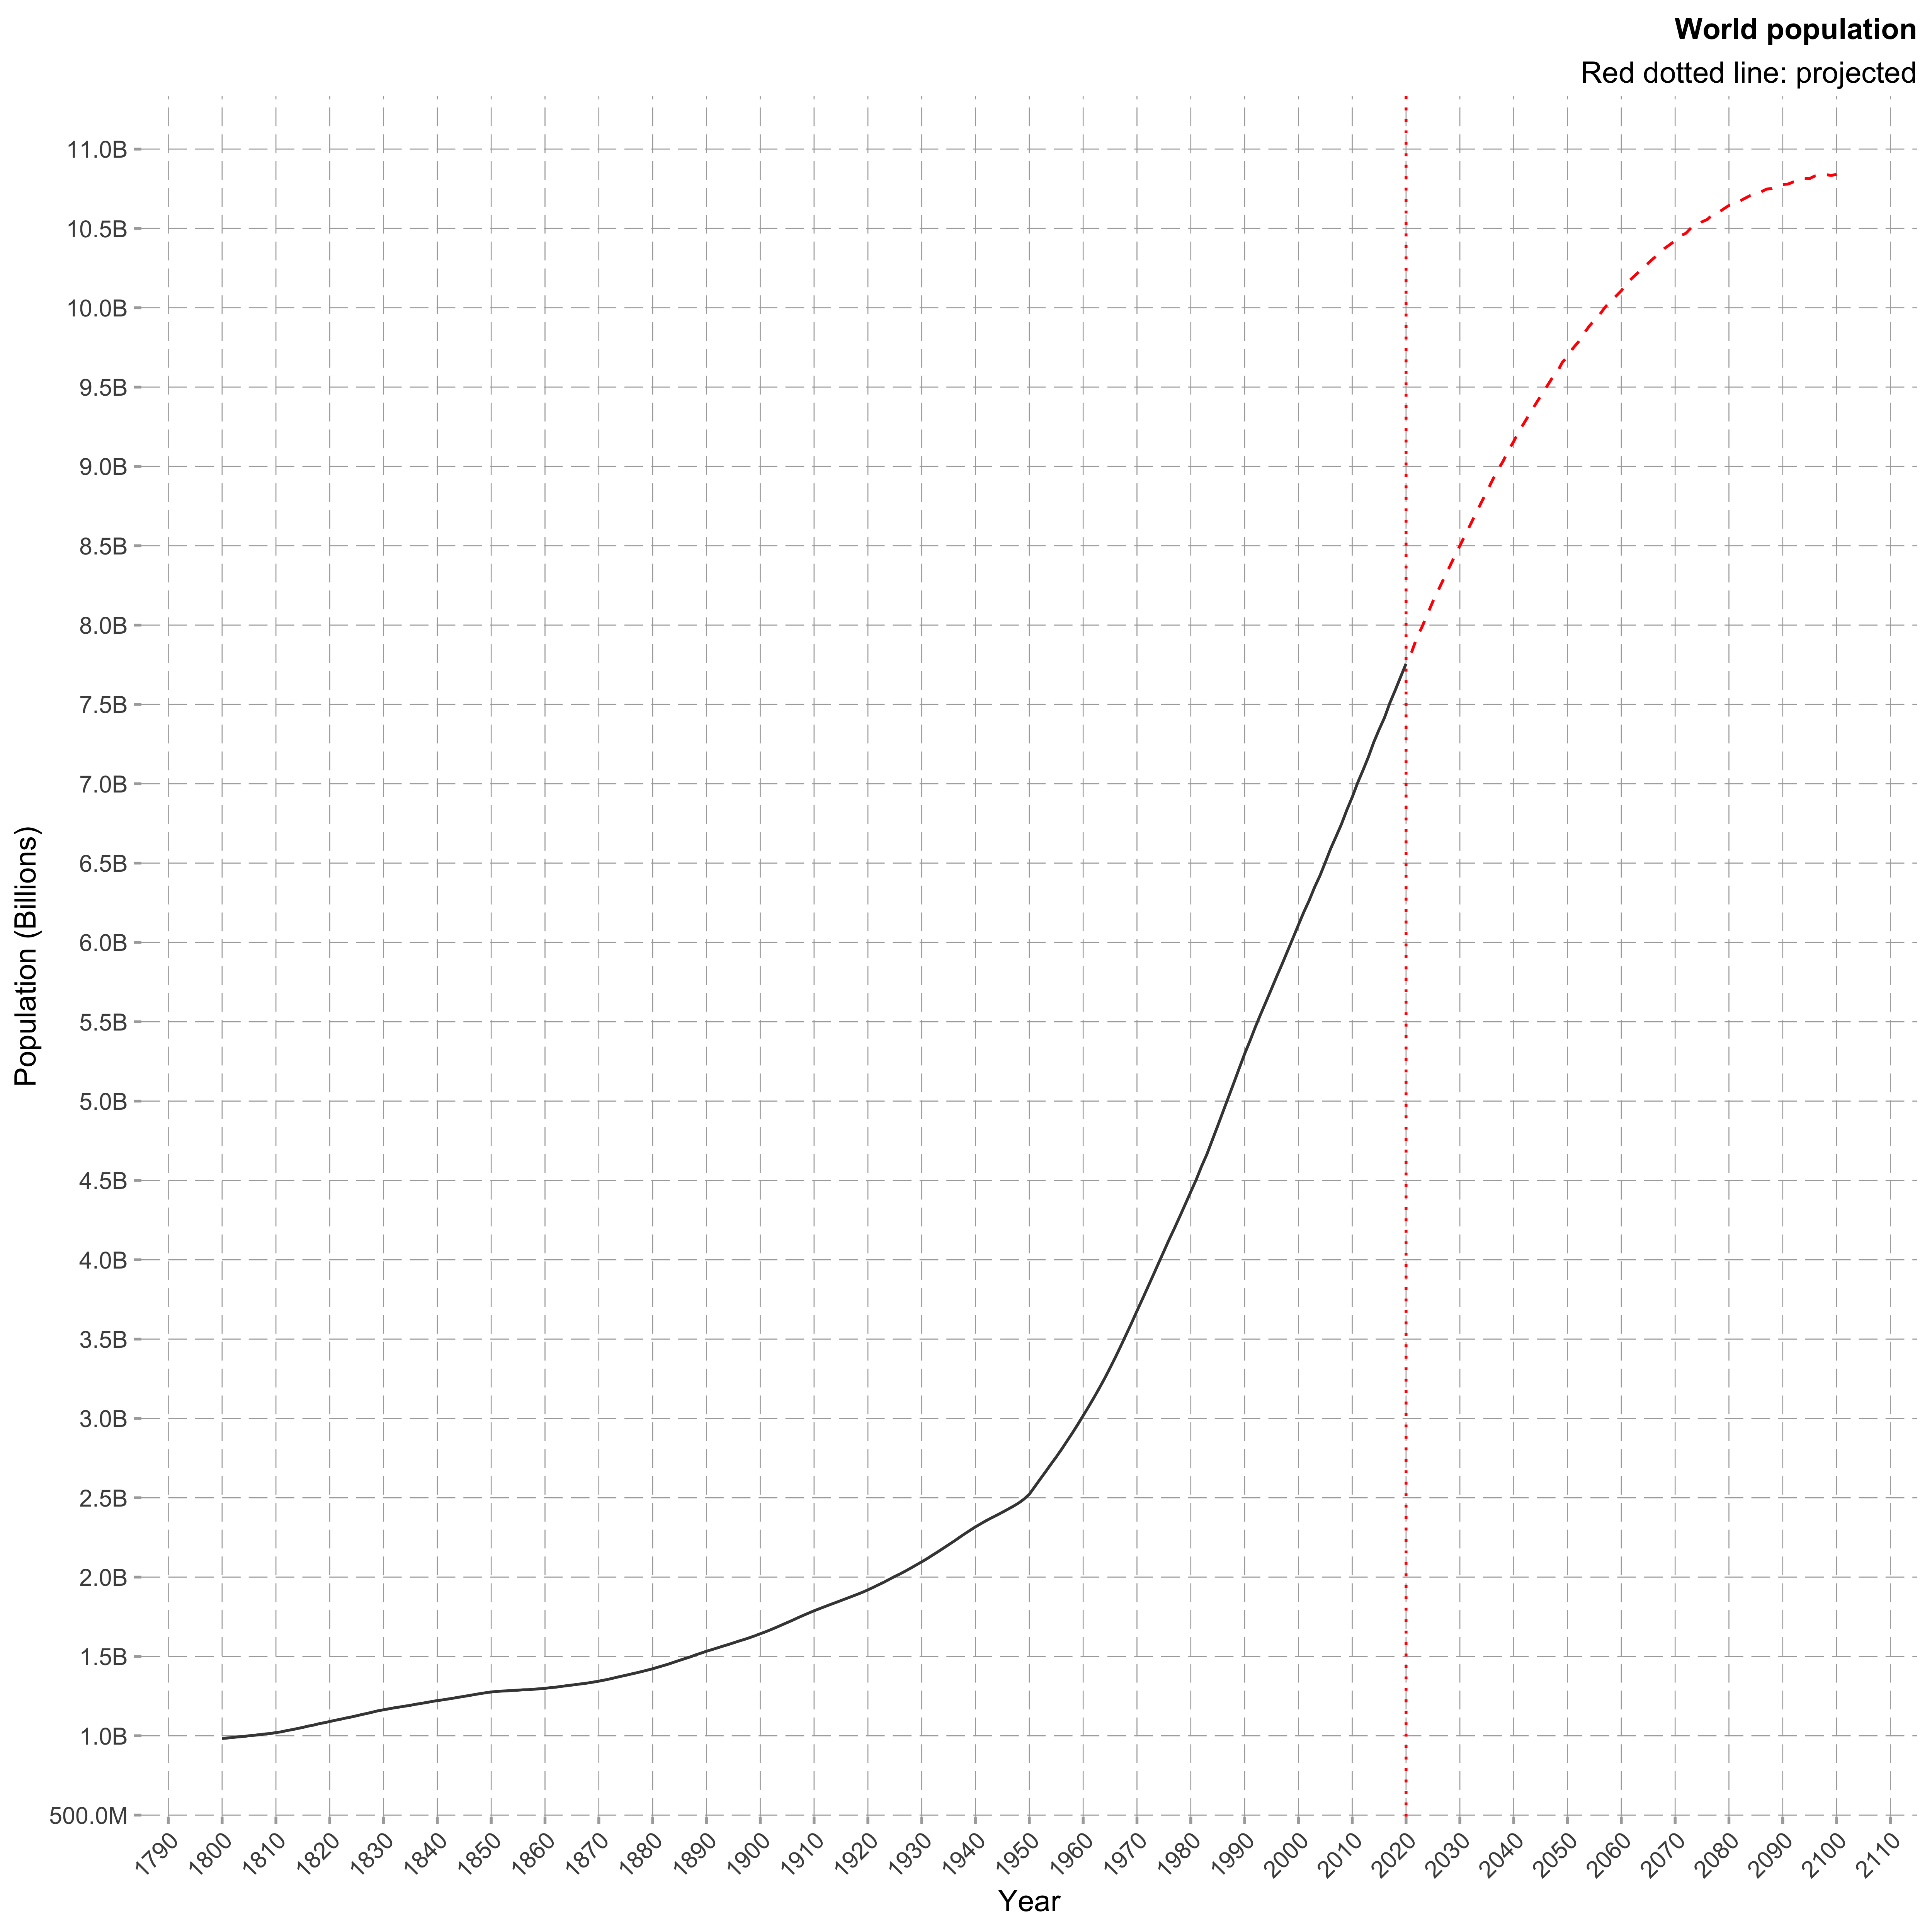 World population
Red dotted line: projected
Population (Billions)
11.0B
10.5B
10.0B
9.5B
9.0B
8.5B
8.0B
7.5B
7.0B
6.5B
6.0B
5.5B
5.0B
4.5B
4.0B
3.5B
3.0B
2.5B
2.0B
1.5B
1.0B
500.0M
1790 1800 1810 1820 1830 1840 1850 1860 1870 1880 1890 1900 1910 1920 1930 1940 1950 1960 1970 1980 1990 2000 2010 2020 2030 2040 2050 2060 2070 2080 2090 2100 2110
Year